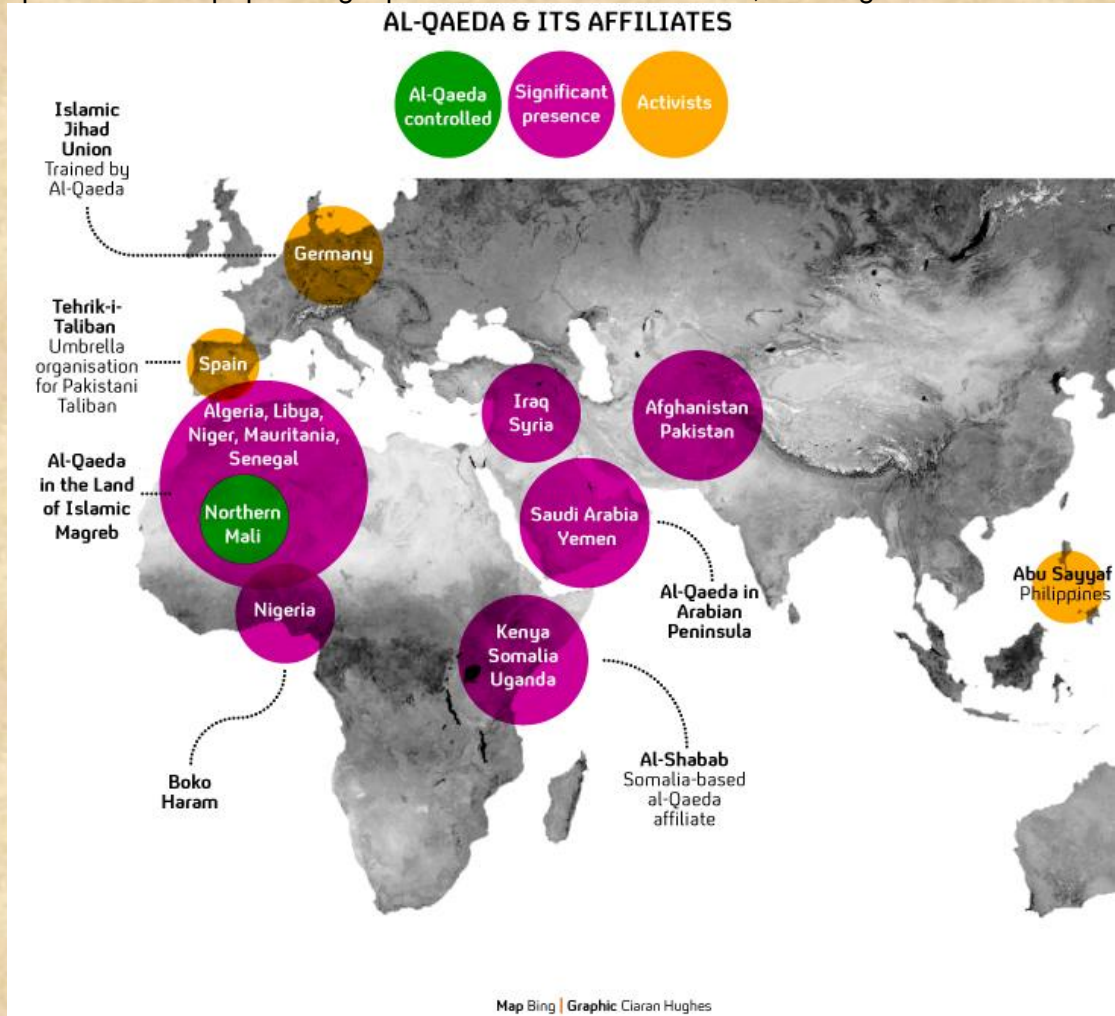 AL-QAEDA & ITS AFFILIATES
Al-Qaeda
controlled
Significant
presence
Activists
Islamic
Jihad
Union
Trained by
Al-Qaeda
Germany
Tehrik-i-
Taliban
Umbrella
organisation
for Pakistani
Taliban
Spain
Algeria, Libya,
Niger, Mauritania,
Senegal
Al-Qaeda
in the Land
of Islamic
Magreb
Northern
Mali
Iraq
Syria
Afghanistan
Pakistan
Saudi Arabia
Yemen
Al-Qaeda in
Arabian
Peninsula
Abu Sayyaf
Philippines
Nigeria
Kenya
Somalia
Uganda
Boko
Haram
Al-Shabab
Somalia-based
al-Qaeda
affiliate
Map Bing | Graphic Ciaran Hughes